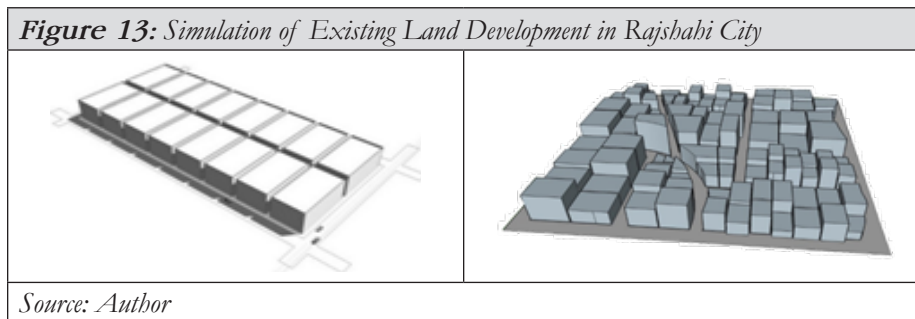 Figure 13: Simulation of Existing Land Development in Rajshahi City
Source: Author